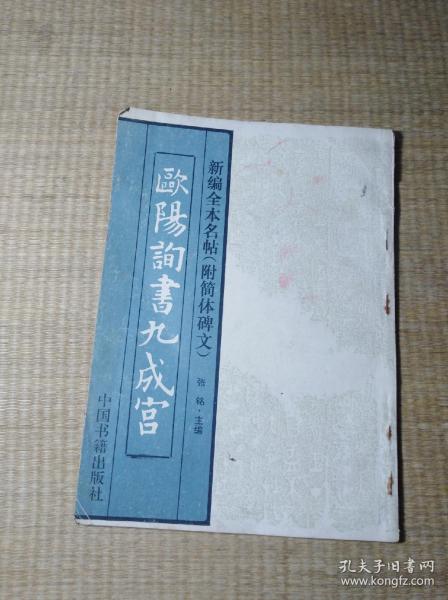 新编全本名帖(附简体碑文)
歐陽詢書九成宫
张铭·主编
中国书籍出版社
孔夫子旧书网
www.kongfz.com